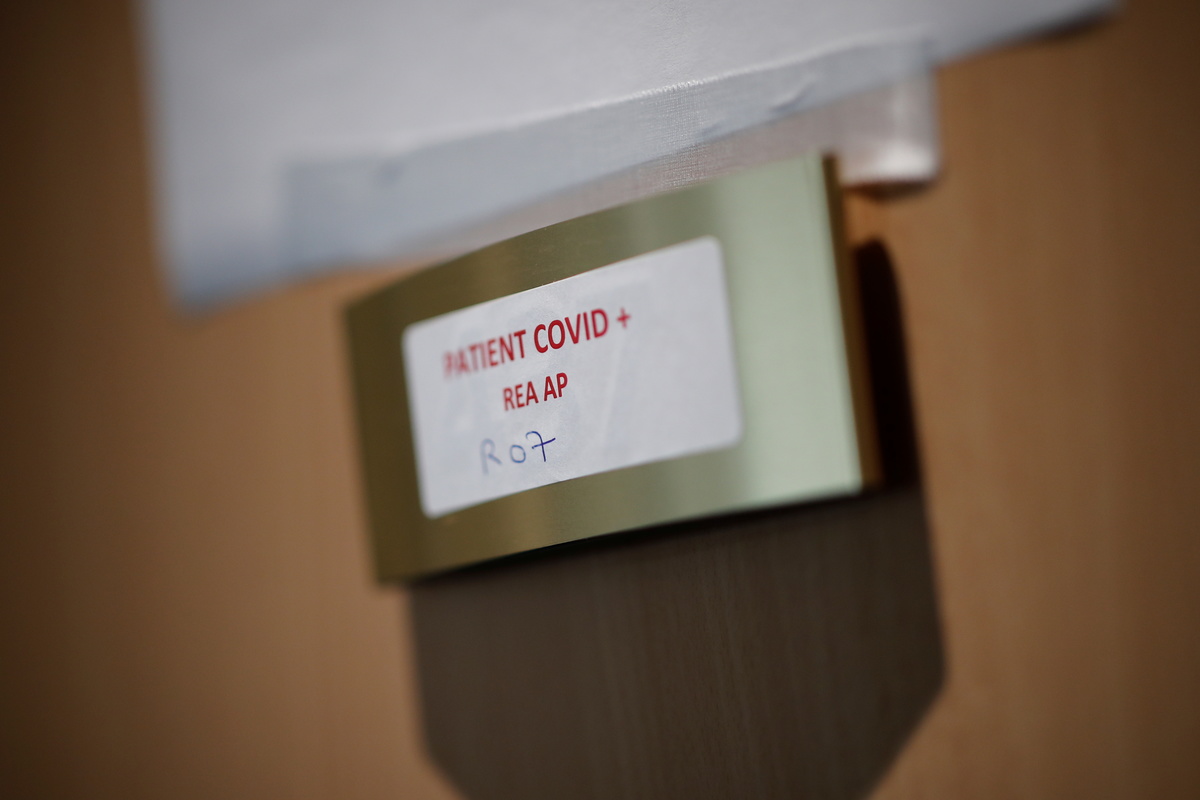 PATIENT COVID +
REA AP
R07